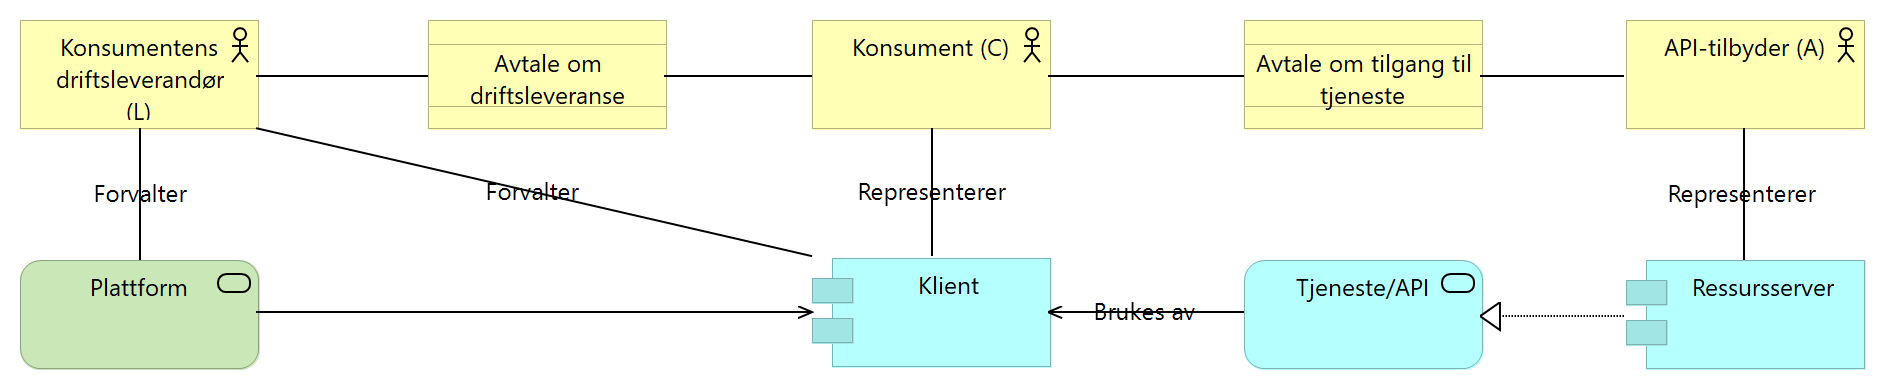 Konsumentens
driftsleverandør
(L)
Avtale om
driftsleveranse
Konsument (C)
Avtale om tilgang til
tjeneste
API-tilbyder (A)
Forvalter
Forvalter
Representerer
Representerer
Plattform
Klient
Brukes av
Tjeneste/API
Ressursserver